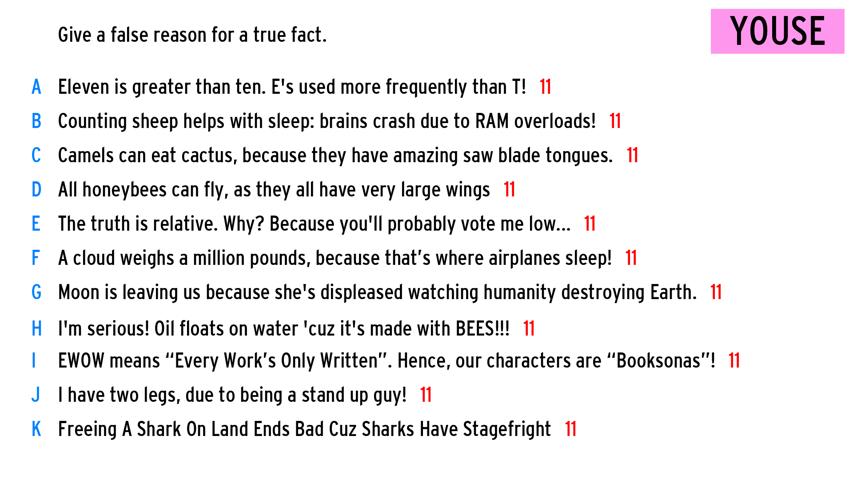 Give a false reason for a true fact.
YOUSE
A Eleven is greater than ten. E's used more frequently than T! 11
B Counting sheep helps with sleep: brains crash due to RAM overloads! 11
C Camels can eat cactus, because they have amazing saw blade tongues. 11
D All honeybees can fly, as they all have very large wings 11
E The truth is relative. Why? Because you'll probably vote me low... 11
F A cloud weighs a million pounds, because that’s where airplanes sleep! 11
G Moon is leaving us because she's displeased watching humanity destroying Earth. 11
H I'm serious! Oil floats on water 'cuz it's made with BEES!!! 11
I EWOW means “Every Work’s Only Written”. Hence, our characters are “Booksonas”! 11
J I have two legs, due to being a stand up guy! 11
K Freeing A Shark On Land Ends Bad Cuz Sharks Have Stagefright 11